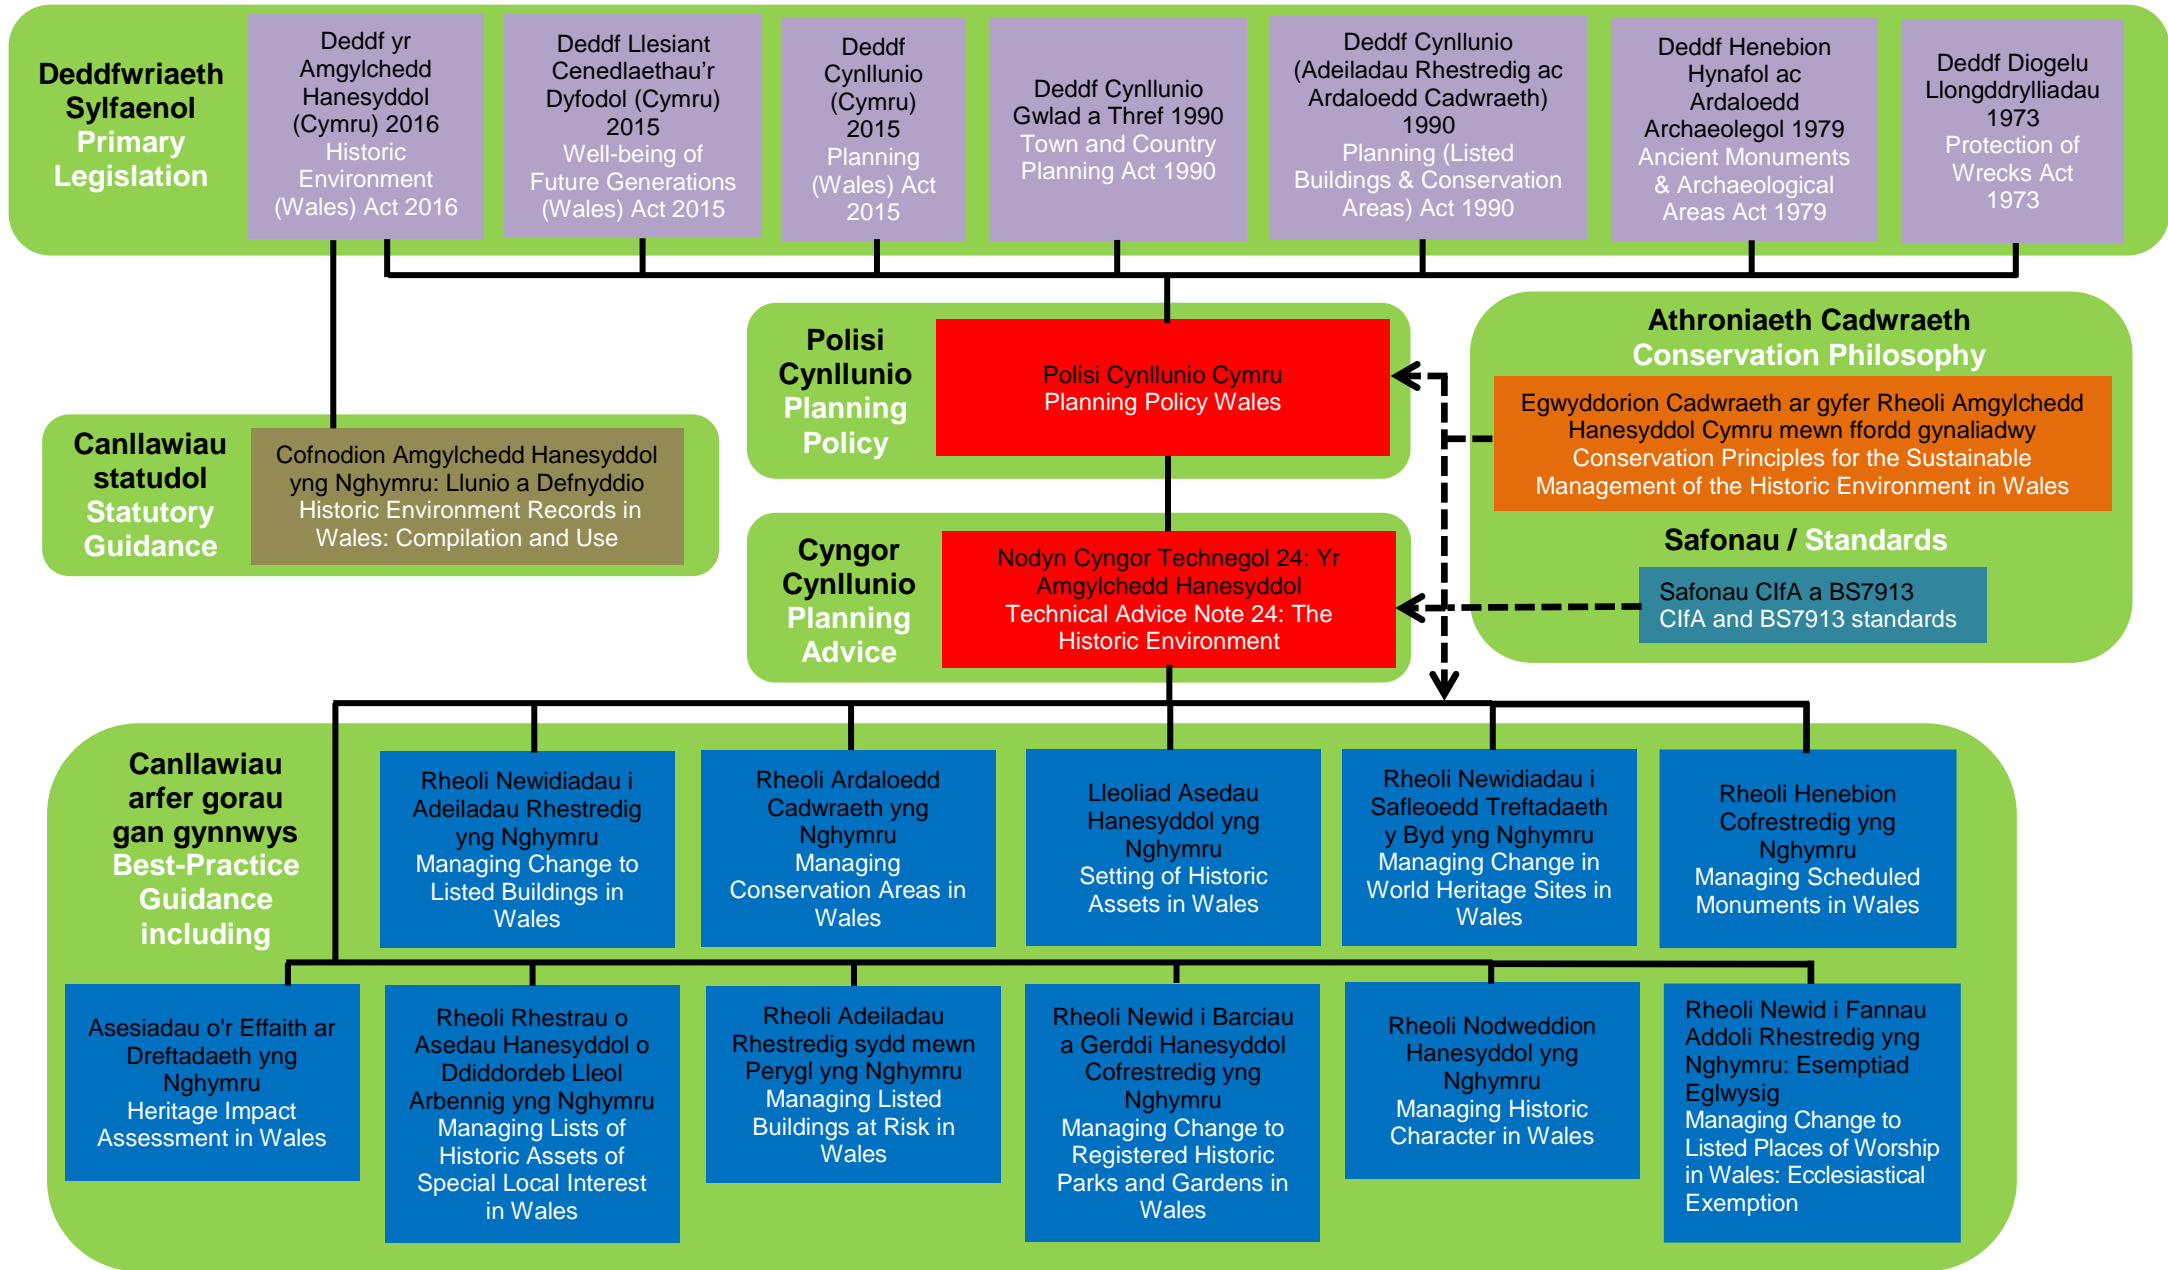 Deddfwriaeth
Sylfaenol
Primary
Legislation
Deddf yr
Amgylchedd
Hanesyddol
(Cymru) 2016
Historic
Environment
(Wales) Act 2016
Deddf Llesiant
Cenedlaethau'r
Dyfodol (Cymru)
2015
Well-being of
Future Generations
(Wales) Act 2015
Deddf
Cynllunio
(Cymru)
2015
Planning
(Wales) Act
2015
Deddf Cynllunio
Gwlad a Thref 1990
Town and Country
Planning Act 1990
Deddf Cynllunio
(Adeiladau Rhestredig ac
Ardaloedd Cadwraeth)
1990
Planning (Listed
Buildings & Conservation
Areas) Act 1990
Deddf Henebion
Hynafol ac
Ardaloedd
Archaeolegol 1979
Ancient Monuments
& Archaeological
Areas Act 1979
Deddf Diogelu
Llongddrylliadau
1973
Protection of
Wrecks Act
1973
Polisi
Cynllunio
Planning
Policy
Polisi Cynllunio Cymru
Planning Policy Wales
Athroniaeth Cadwraeth
Conservation Philosophy
Egwyddorion Cadwraeth ar gyfer Rheoli Amgylchedd
Hanesyddol Cymru mewn ffordd gynaliadwy
Conservation Principles for the Sustainable
Management of the Historic Environment in Wales
Safonau / Standards
Safonau CIfA a BS7913
CIfA and BS7913 standards
Canllawiau
statudol
Statutory
Guidance
Cofnodion Amgylchedd Hanesyddol
yng Nghymru: Llunio a Defnyddio
Historic Environment Records in
Wales: Compilation and Use
Cyngor
Cynllunio
Planning
Advice
Nodyn Cyngor Technegol 24: Yr
Amgylchedd Hanesyddol
Technical Advice Note 24: The
Historic Environment
Canllawiau
arfer gorau
gan gynnwys
Best-Practice
Guidance
including
Rheoli Newidiadau i
Adeiladau Rhestredig
yng Nghymru
Managing Change to
Listed Buildings in
Wales
Rheoli Ardaloedd
Cadwraeth yng
Nghymru
Managing
Conservation Areas in
Wales
Lleoliad Asedau
Hanesyddol yng
Nghymru
Setting of Historic
Assets in Wales
Rheoli Newidiadau i
Safleoedd Treftadaeth
y Byd yng Nghymru
Managing Change in
World Heritage Sites in
Wales
Rheoli Henebion
Cofrestredig yng
Nghymru
Managing Scheduled
Monuments in Wales
Asesiadau o'r Effaith ar
Dreftadaeth yng
Nghymru
Heritage Impact
Assessment in Wales
Rheoli Rhestrau o
Asedau Hanesyddol o
Ddiddordeb Lleol
Arbennig yng Nghymru
Managing Lists of
Historic Assets of
Special Local Interest
in Wales
Rheoli Adeiladau
Rhestredig sydd mewn
Perygl yng Nghymru
Managing Listed
Buildings at Risk in
Wales
Rheoli Newid i Barciau
a Gerddi Hanesyddol
Cofrestredig yng
Nghymru
Managing Change to
Registered Historic
Parks and Gardens in
Wales
Rheoli Nodweddion
Hanesyddol yng
Nghymru
Managing Historic
Character in Wales
Rheoli Newid i Fannau
Addoli Rhestredig yng
Nghymru: Esemptiad
Eglwysig
Managing Change to
Listed Places of Worship
in Wales: Ecclesiastical
Exemption